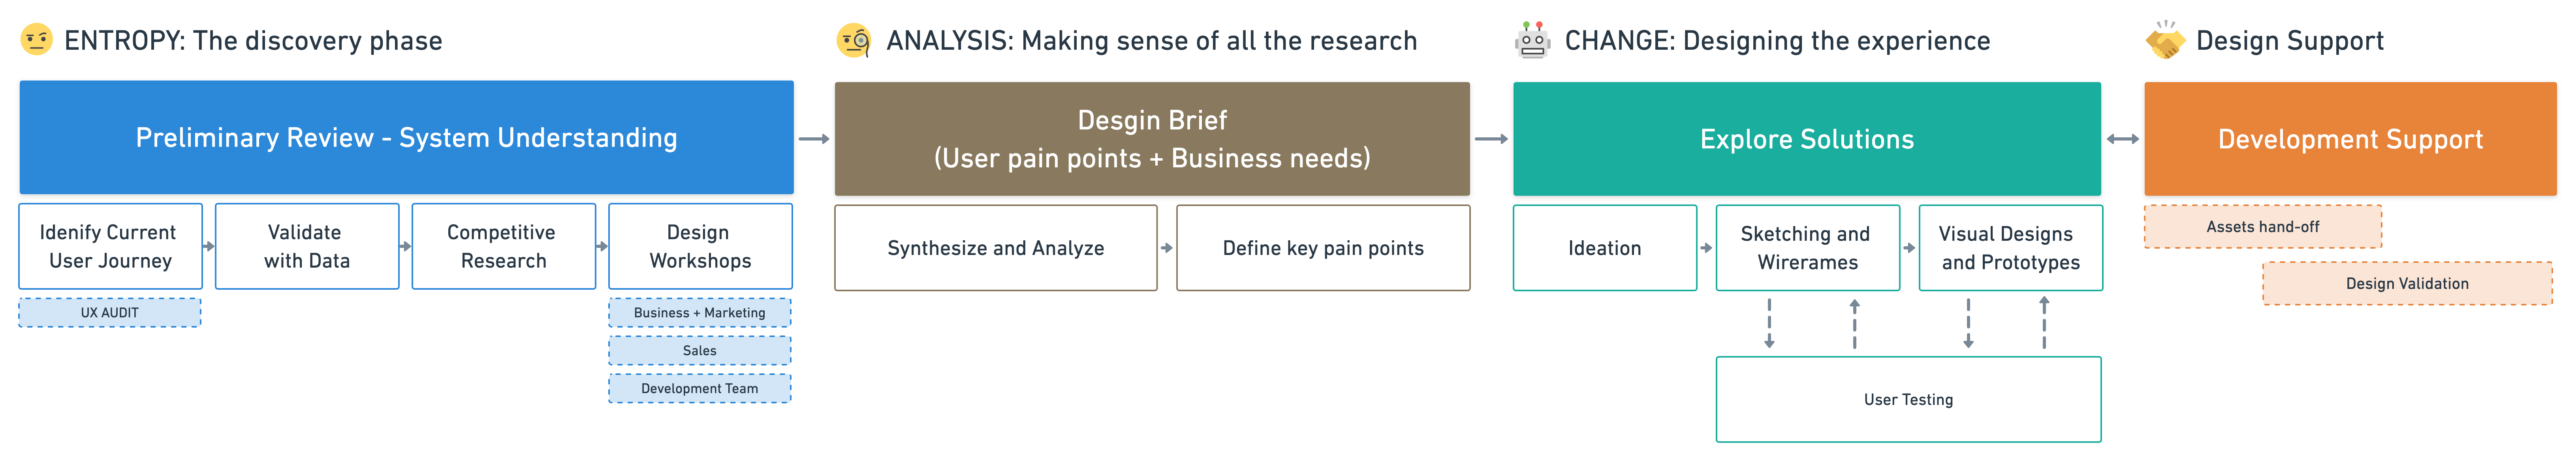 ENTROPY: The discovery phase
Preliminary Review - System Understanding
Idenify Current
User Journey
Validate
with Data
Competitive
Research
Design
Workshops
UX AUDIT
Business + Marketing
Sales
Development Team
ANALYSIS: Making sense of all the research
Desgin Brief
(User pain points + Business needs)
Synthesize and Analyze
Define key pain points
CHANGE: Designing the experience
Explore Solutions
Ideation
Sketching and
Wirerames
Visual Designs
and Prototypes
User Testing
Design Support
Development Support
Assets hand-off
Design Validation